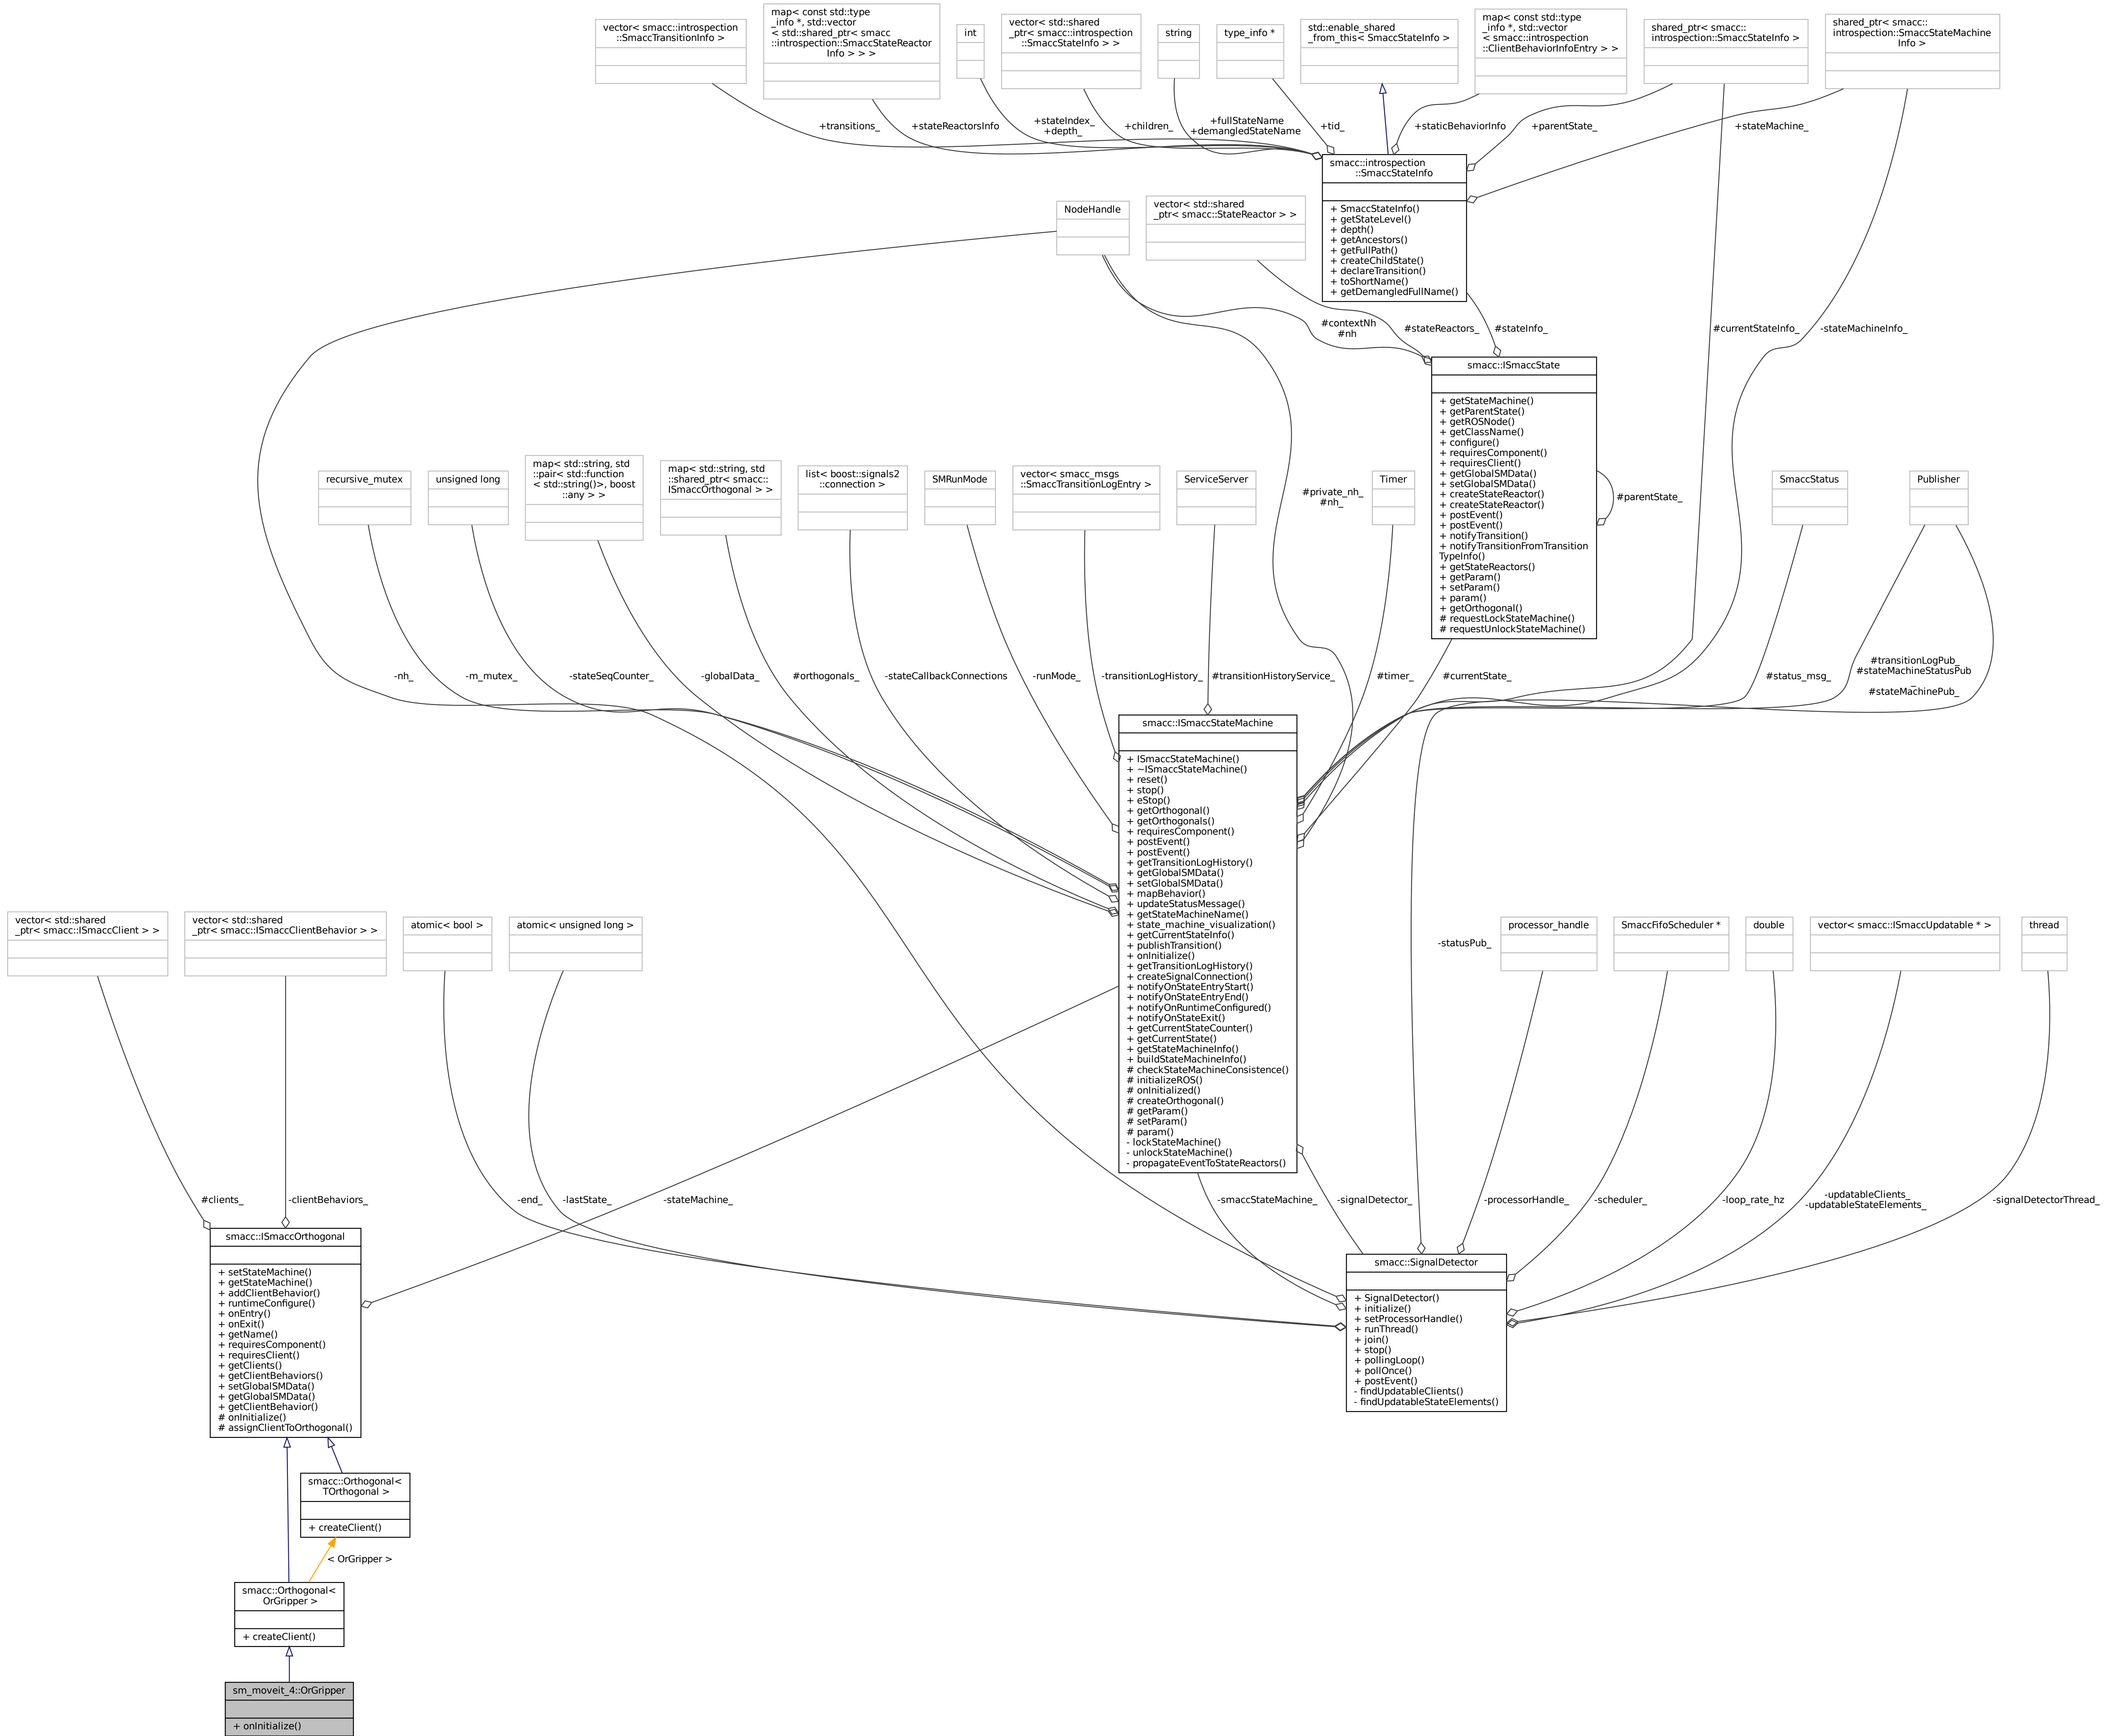 vector< smacc::introspection
::SmaccTransitionInfo >
map< const std::type
_info *, std::vector
< std::shared_ptr< smacc
::introspection::SmaccStateReactor
Info > > >
int
vector< std::shared
_ptr< smacc::introspection
::SmaccStateInfo > >
string
type_info *
std::enable_shared
_from_this< SmaccStateInfo >
map< const std::type
_info *, std::vector
< smacc::introspection
::ClientBehaviorInfoEntry > >
shared_ptr< smacc::
introspection::SmaccStateInfo >
shared_ptr< smacc::
introspection::SmaccStateMachine
Info >
+transitions_
+stateReactorsInfo
+stateIndex_
+depth_
+children_
+fullStateName
+demangledStateName
+tid_
+staticBehaviorInfo
+parentState_
+stateMachine_
smacc::introspection
::SmaccStateInfo
+ SmaccStateInfo()
+ getStateLevel()
+ depth()
+ getAncestors()
+ getFullPath()
+ createChildState()
+ declareTransition()
+ toShortName()
+ getDemangledFullName()
NodeHandle
vector< std::shared
_ptr< smacc::StateReactor > >
#contextNh
#nh
#stateReactors_
#stateInfo_
#currentStateInfo_
-stateMachineInfo_
smacc::ISmaccState
+ getStateMachine()
+ getParentState()
+ getROSNode()
+ getClassName()
+ configure()
+ requiresComponent()
+ requiresClient()
+ getGlobalSMData()
+ setGlobalSMData()
+ createStateReactor()
+ createStateReactor()
+ postEvent()
+ postEvent()
+ notifyTransition()
+ notifyTransitionFromTransition
TypeInfo()
+ getStateReactors()
+ getParam()
+ setParam()
+ param()
+ getOrthogonal()
# requestLockStateMachine()
# requestUnlockStateMachine()
#parentState_
recursive_mutex
unsigned long
map< std::string, std
::pair< std::function
< std::string()>, boost
::any > >
map< std::string, std
::shared_ptr< smacc::
ISmaccOrthogonal > >
list< boost::signals2
::connection >
SMRunMode
vector< smacc_msgs
::SmaccTransitionLogEntry >
ServiceServer
#private_nh_
#nh_
Timer
SmaccStatus
Publisher
-nh_
-m_mutex_
-stateSeqCounter_
-globalData_
#orthogonals_
-stateCallbackConnections
-runMode_
-transitionLogHistory_
#transitionHistoryService_
#timer_
#currentState_
#status_msg_
#transitionLogPub_
#stateMachineStatusPub
_
#stateMachinePub_
smacc::ISmaccStateMachine
+ ISmaccStateMachine()
+ ~ISmaccStateMachine()
+ reset()
+ stop()
+ eStop()
+ getOrthogonal()
+ getOrthogonals()
+ requiresComponent()
+ postEvent()
+ postEvent()
+ getTransitionLogHistory()
+ getGlobalSMData()
+ setGlobalSMData()
+ mapBehavior()
+ updateStatusMessage()
+ getStateMachineName()
+ state_machine_visualization()
+ getCurrentStateInfo()
+ publishTransition()
+ onInitialize()
+ getTransitionLogHistory()
+ createSignalConnection()
+ notifyOnStateEntryStart()
+ notifyOnStateEntryEnd()
+ notifyOnRuntimeConfigured()
+ notifyOnStateExit()
+ getCurrentStateCounter()
+ getCurrentState()
+ getStateMachineInfo()
+ buildStateMachineInfo()
# checkStateMachineConsistence()
# initializeROS()
# onInitialized()
# createOrthogonal()
# getParam()
# setParam()
# param()
- lockStateMachine()
- unlockStateMachine()
- propagateEventToStateReactors()
vector< std::shared
_ptr< smacc::ISmaccClient > >
vector< std::shared
_ptr< smacc::ISmaccClientBehavior > >
atomic< bool >
atomic< unsigned long >
-statusPub_
processor_handle
SmaccFifoScheduler *
double
vector< smacc::ISmaccUpdatable * >
thread
#clients_
-clientBehaviors_
-end_
-lastState_
-stateMachine_
-smaccStateMachine_
-signalDetector_
-processorHandle_
-scheduler_
-loop_rate_hz
-updatableClients_
-updatableStateElements_
-signalDetectorThread_
smacc::ISmaccOrthogonal
+ setStateMachine()
+ getStateMachine()
+ addClientBehavior()
+ runtimeConfigure()
+ onEntry()
+ onExit()
+ getName()
+ requiresComponent()
+ requiresClient()
+ getClients()
+ getClientBehaviors()
+ setGlobalSMData()
+ getGlobalSMData()
+ getClientBehavior()
# onInitialize()
# assignClientToOrthogonal()
smacc::SignalDetector
+ SignalDetector()
+ initialize()
+ setProcessorHandle()
+ runThread()
+ join()
+ stop()
+ pollingLoop()
+ pollOnce()
+ postEvent()
- findUpdatableClients()
- findUpdatableStateElements()
smacc::Orthogonal<
TOrthogonal >
+ createClient()
< OrGripper >
smacc::Orthogonal<
OrGripper >
+ createClient()
sm_moveit_4::OrGripper
+ onInitialize()